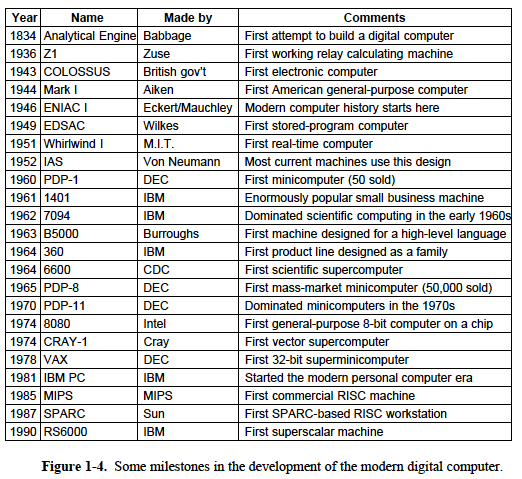 Year Name Made by Comments
1834 Analytical Engine Babbage First attempt to build a digital computer
1936 Z1 Zuse First working relay calculating machine
1943 COLOSSUS British gov't First electronic computer
1944 Mark I Aiken First American general-purpose computer
1946 ENIAC I Eckert/Mauchley Modern computer history starts here
1949 EDSAC Wilkes First stored-program computer
1951 Whirlwind I M.I.T. First real-time computer
1952 IAS Von Neumann Most current machines use this design
1960 PDP-1 DEC First minicomputer (50 sold)
1961 1401 IBM Enormously popular small business machine
1962 7094 IBM Dominated scientific computing in the early 1960s
1963 B5000 Burroughs First machine designed for a high-level language
1964 360 IBM First product line designed as a family
1964 6600 CDC First scientific supercomputer
1965 PDP-8 DEC First mass-market minicomputer (50,000 sold)
1970 PDP-11 DEC Dominated minicomputers in the 1970s
1974 8080 Intel First general-purpose 8-bit computer on a chip
1974 CRAY-1 Cray First vector supercomputer
1978 VAX DEC First 32-bit superminicomputer
1981 IBM PC IBM Started the modern personal computer era
1985 MIPS MIPS First commercial RISC machine
1987 SPARC Sun First SPARC-based RISC workstation
1990 RS6000 IBM First superscalar machine
Figure 1-4. Some milestones in the development of the modern digital computer.